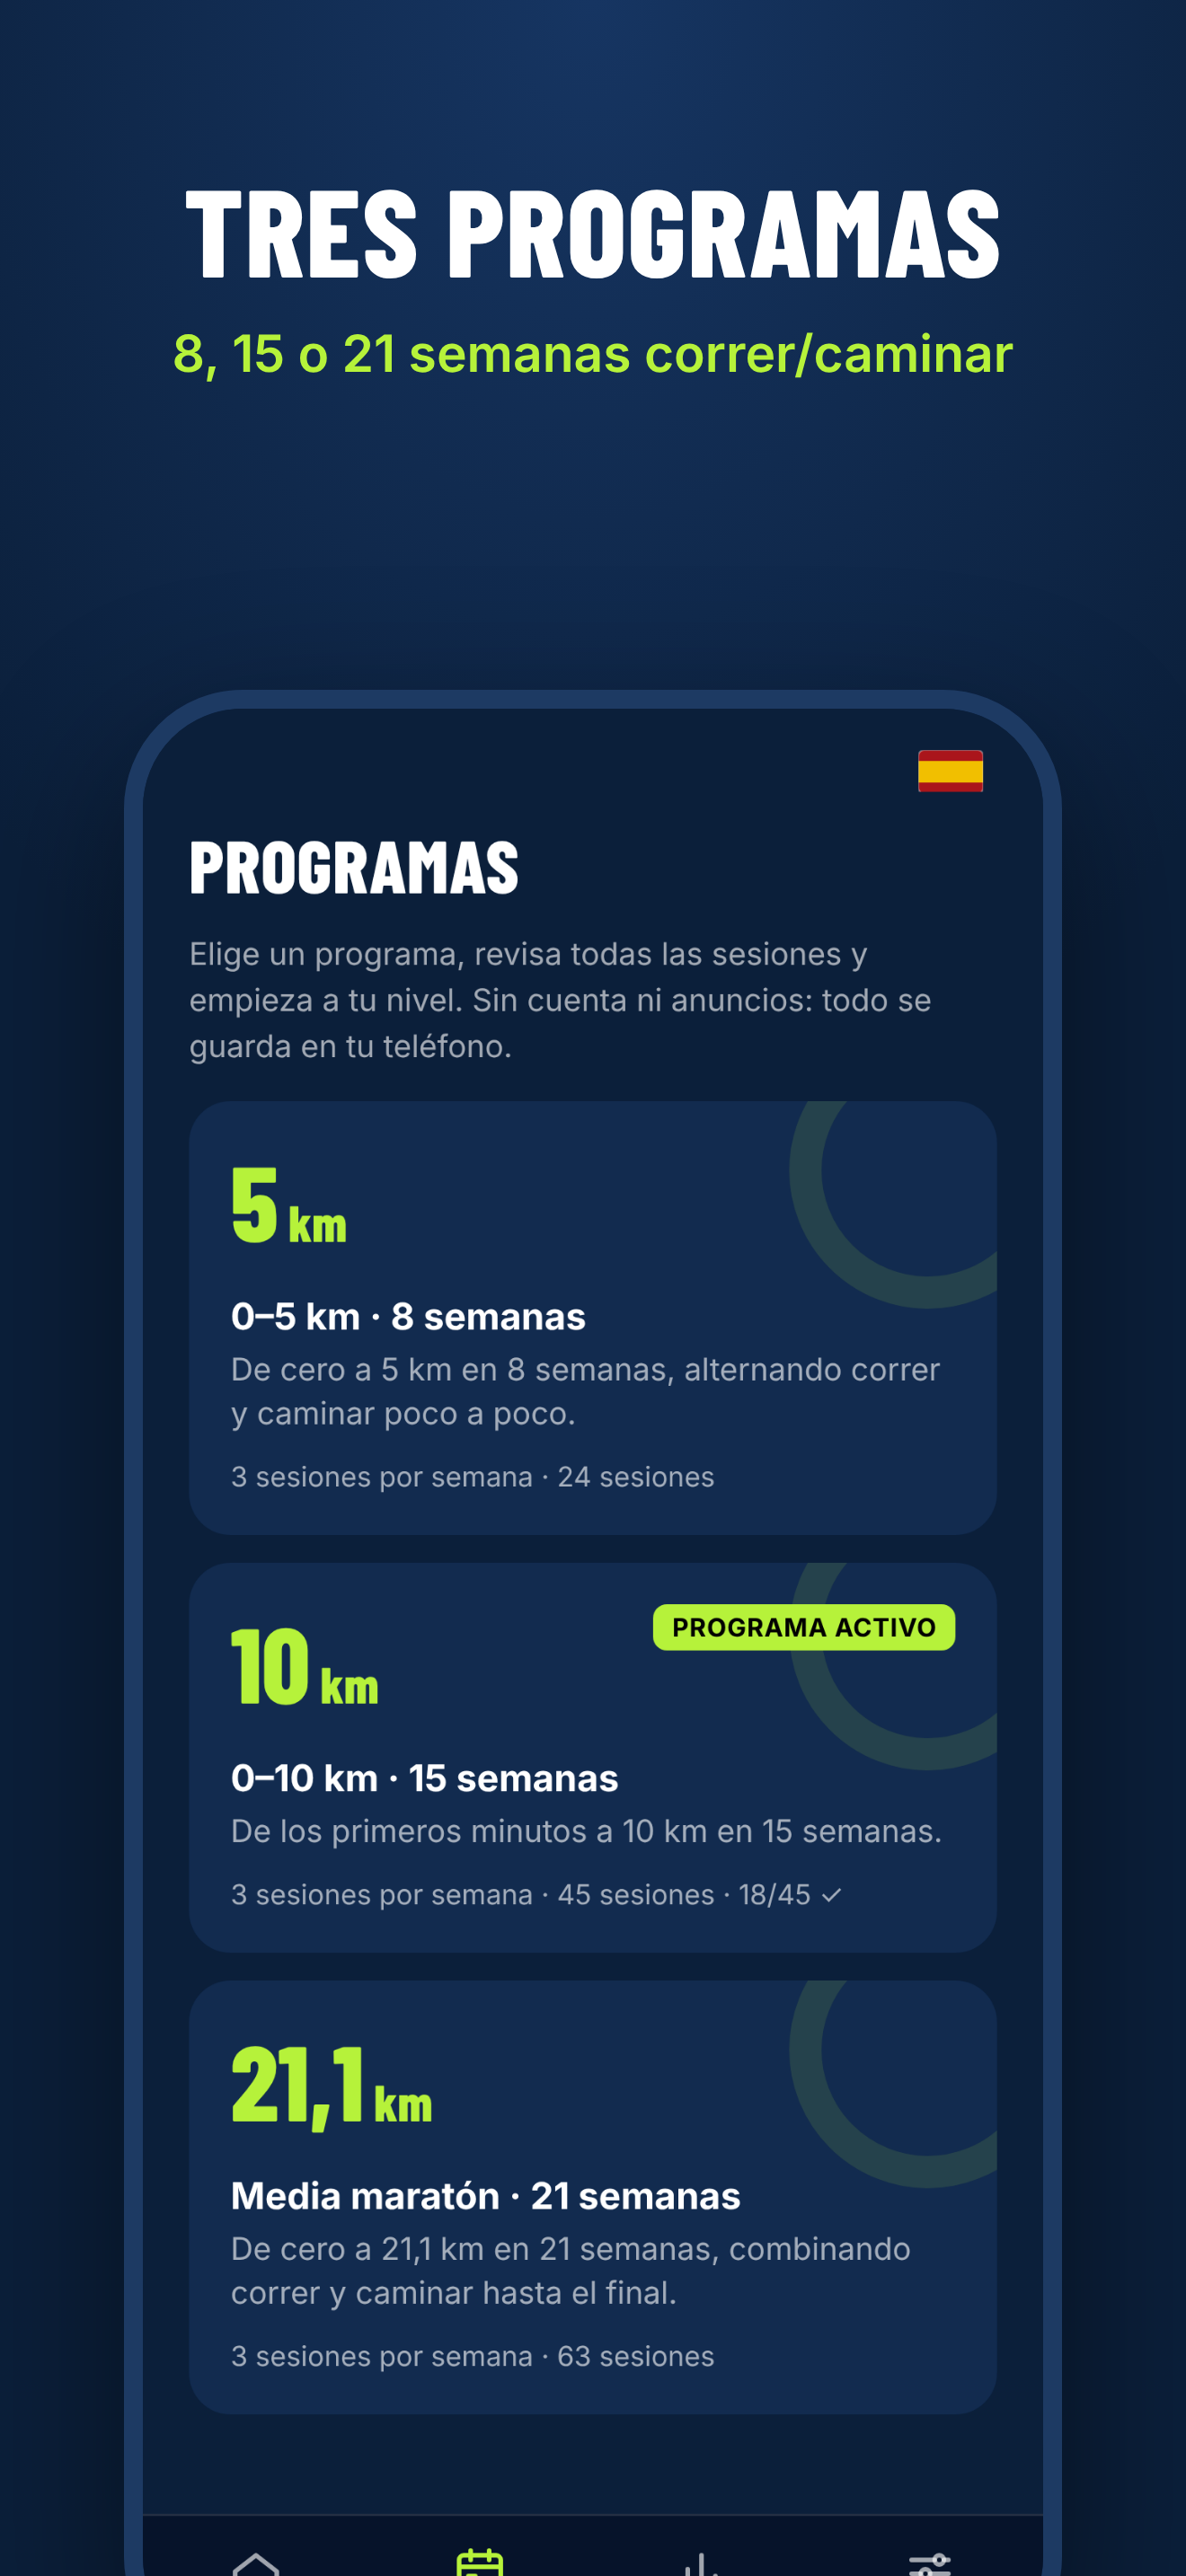 TRES PROGRAMAS
8, 15 o 21 semanas correr/caminar
PROGRAMAS
Elige un programa, revisa todas las sesiones y
empieza a tu nivel. Sin cuenta ni anuncios: todo se
guarda en tu teléfono.
5 km
0–5 km · 8 semanas
De cero a 5 km en 8 semanas, alternando correr
y caminar poco a poco.
3 sesiones por semana · 24 sesiones
PROGRAMA ACTIVO
10 km
0–10 km · 15 semanas
De los primeros minutos a 10 km en 15 semanas.
3 sesiones por semana · 45 sesiones · 18/45 ✓
21,1 km
Media maratón · 21 semanas
De cero a 21,1 km en 21 semanas, combinando
correr y caminar hasta el final.
3 sesiones por semana · 63 sesiones